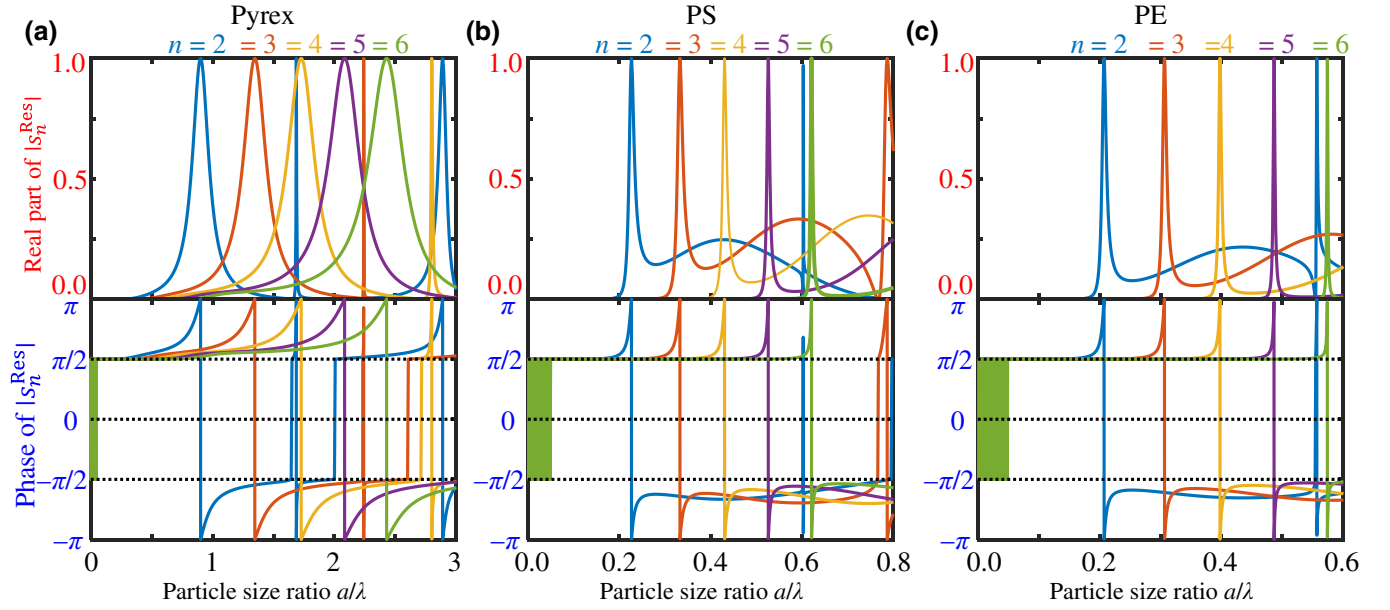 Pyrex
PS
PE
(a)
n = 2 = 3 = 4 = 5 = 6
(b)
n = 2 = 3 = 4 = 5 = 6
(c)
n = 2 = 3 =4 = 5 = 6
Real part of |s_n^Res|
1.0
0.5
0.0
1.0
0.5
0.0
1.0
0.5
0.0
Phase of |s_n^Res|
π
π/2
0
−π/2
−π
π
π/2
0
−π/2
−π
π
π/2
0
−π/2
−π
0 1 2 3
0.0 0.2 0.4 0.6 0.8
0.0 0.2 0.4 0.6
Particle size ratio a/λ
Particle size ratio a/λ
Particle size ratio a/λ